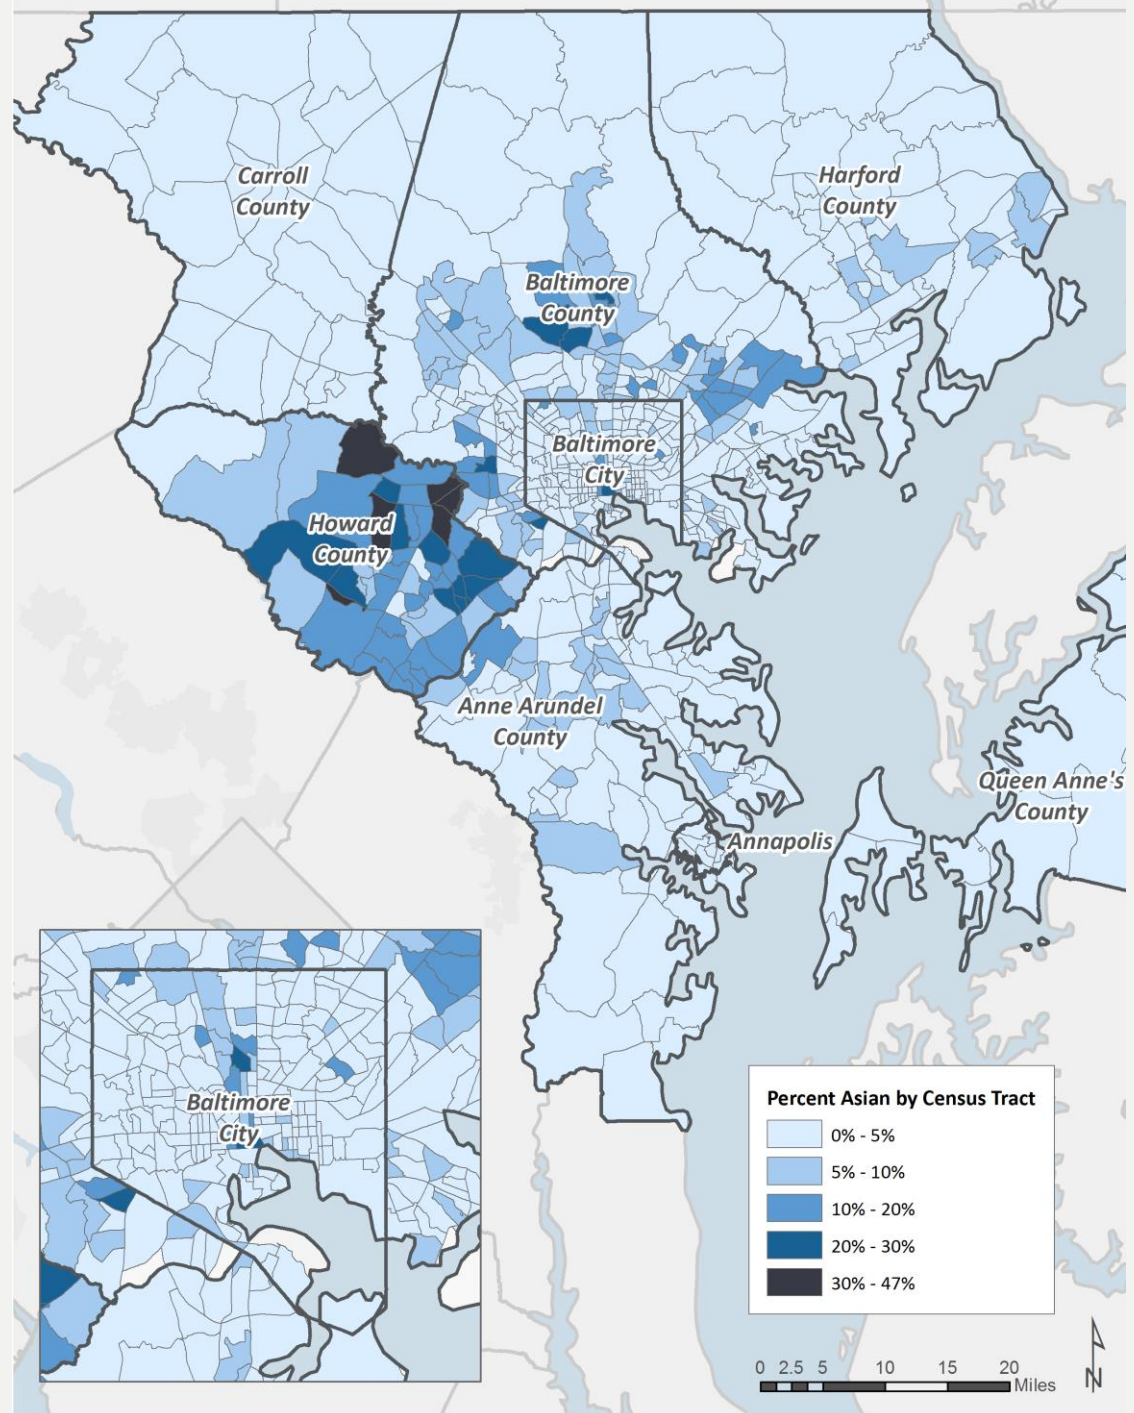 Carroll
County
Harford
County
Baltimore
County
Baltimore
City
Howard
County
Anne Arundel
County
Queen Anne's
County
Annapolis
Baltimore
City
Percent Asian by Census Tract
0% - 5%
5% - 10%
10% - 20%
20% - 30%
30% - 47%
0 2.5 5 10 15 20
Miles
N